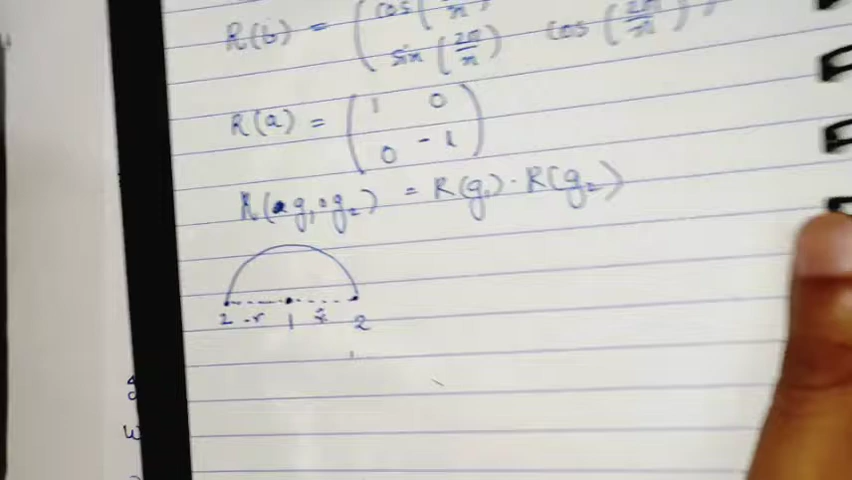 R(b) = ( cos ( 2π/n )
sin ( 2π/n ) cos ( 2π/n ) )
R(a) = ( 1 0
0 -1 )
R(g₁∘g₂) = R(g₁) · R(g₂)
2 1 2